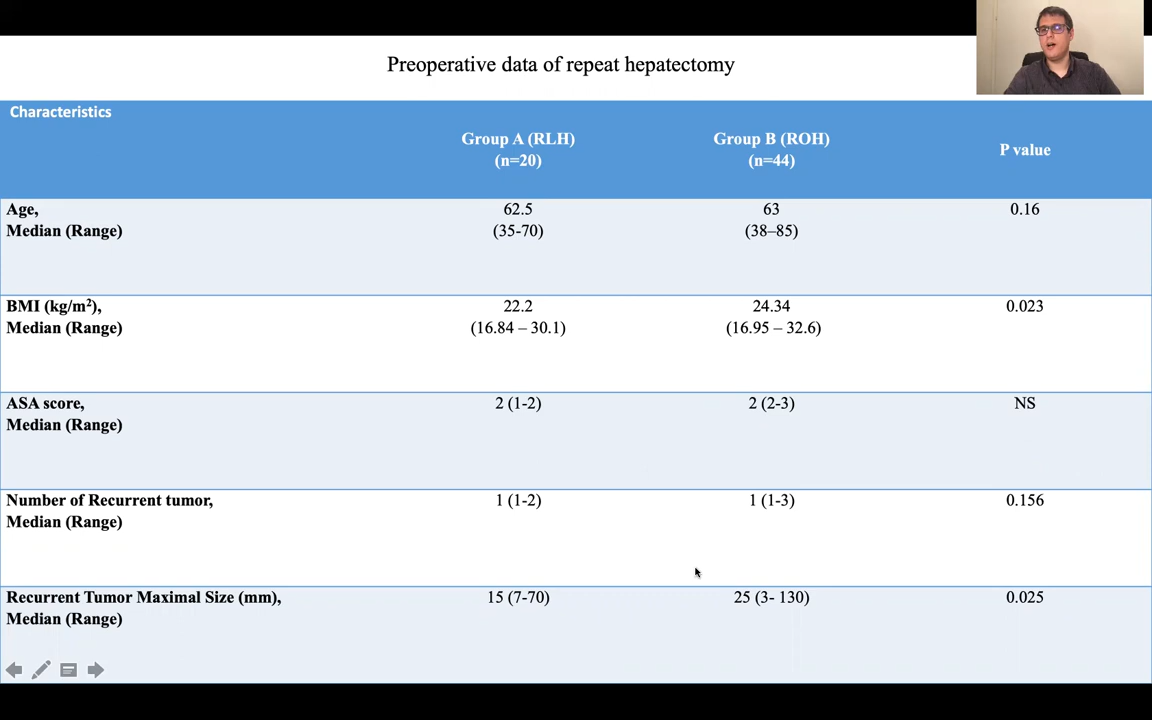 Preoperative data of repeat hepatectomy
Characteristics
Group A (RLH)
(n=20)
Group B (ROH)
(n=44)
P value
Age,
Median (Range)
62.5
(35-70)
63
(38–85)
0.16
BMI (kg/m²),
Median (Range)
22.2
(16.84 – 30.1)
24.34
(16.95 – 32.6)
0.023
ASA score,
Median (Range)
2 (1-2)
2 (2-3)
NS
Number of Recurrent tumor,
Median (Range)
1 (1-2)
1 (1-3)
0.156
Recurrent Tumor Maximal Size (mm),
Median (Range)
15 (7-70)
25 (3- 130)
0.025